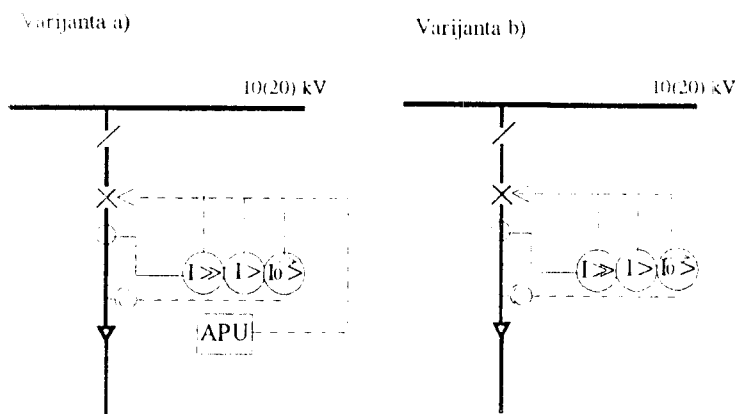 Varijanta a)
Varijanta b)
10(20) kV
10(20) kV
I≫ I> Io>
I≫ I> Io>
APU